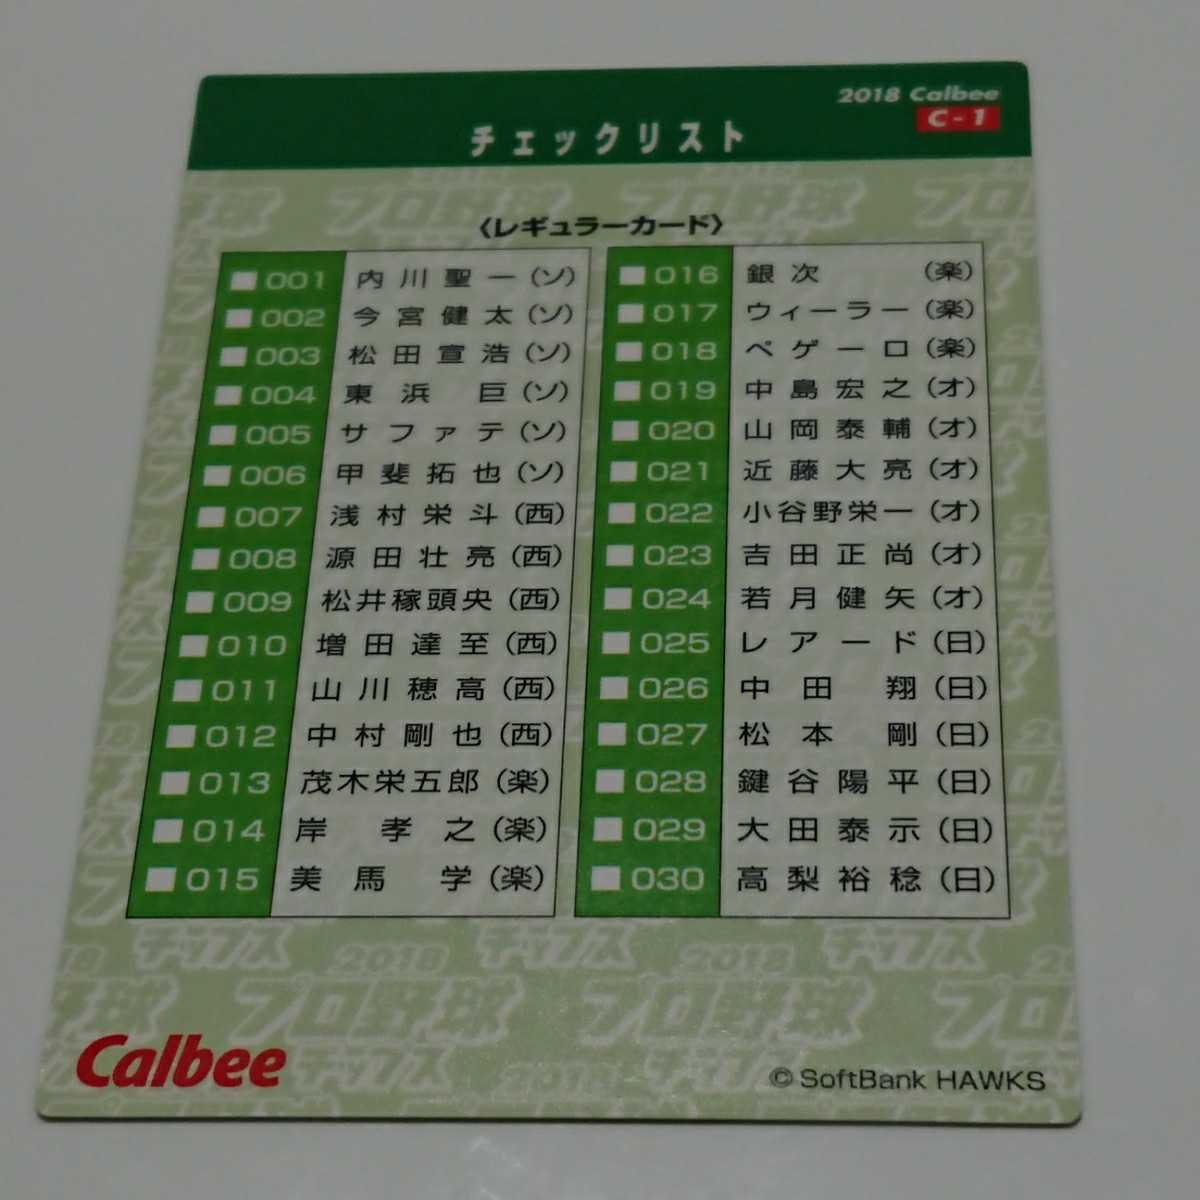 2018 Calbee
C-1
チェックリスト
〈レギュラーカード〉
001 内川聖一(ソ)
002 今宮健太(ソ)
003 松田宣浩(ソ)
004 東浜 巨(ソ)
005 サファテ(ソ)
006 甲斐拓也(ソ)
007 浅村栄斗(西)
008 源田壮亮(西)
009 松井稼頭央(西)
010 増田達至(西)
011 山川穂高(西)
012 中村剛也(西)
013 茂木栄五郎(楽)
014 岸 孝之(楽)
015 美馬 学(楽)
016 銀次 (楽)
017 ウィーラー(楽)
018 ペゲーロ(楽)
019 中島宏之(オ)
020 山岡泰輔(オ)
021 近藤大亮(オ)
022 小谷野栄一(オ)
023 吉田正尚(オ)
024 若月健矢(オ)
025 レアード(日)
026 中田 翔(日)
027 松本 剛(日)
028 鍵谷陽平(日)
029 大田泰示(日)
030 高梨裕稔(日)
Calbee
© SoftBank HAWKS